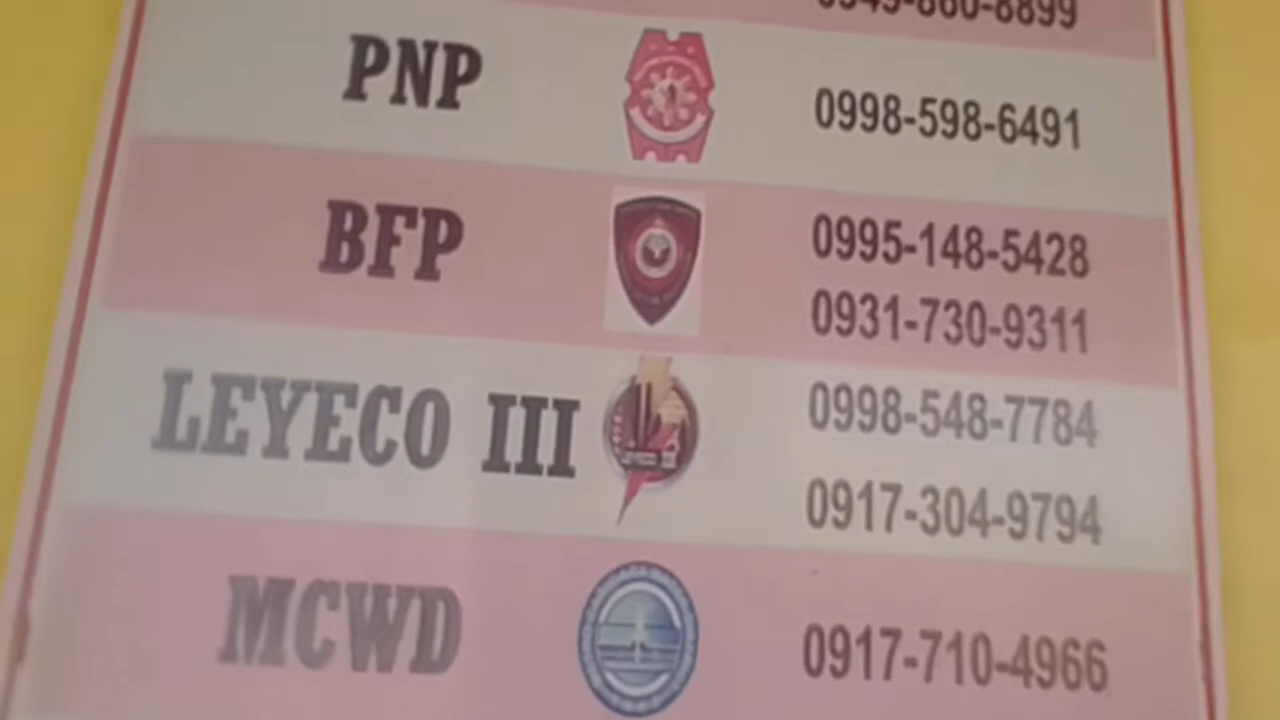 0949-860-8899
PNP 0998-598-6491
BFP 0995-148-5428
0931-730-9311
LEYECO III 0998-548-7784
0917-304-9794
MCWD 0917-710-4966